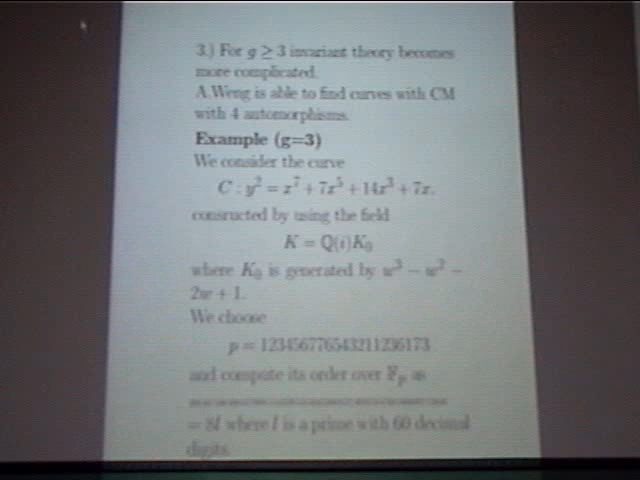 3.) For g ≥ 3 invariant theory becomes
more complicated.
A.Weng is able to find curves with CM
with 4 automorphisms.
Example (g=3)
We consider the curve
C : y² = x⁷ + 7x⁵ + 14x³ + 7x.
consructed by using the field
K = ℚ(i)K₀
where K₀ is generated by w³ − w² −
2w + 1.
We choose
p = 123456776543211236173
and compute its order over 𝔽ₚ as
= 8l where l is a prime with 60 decimal
digits.